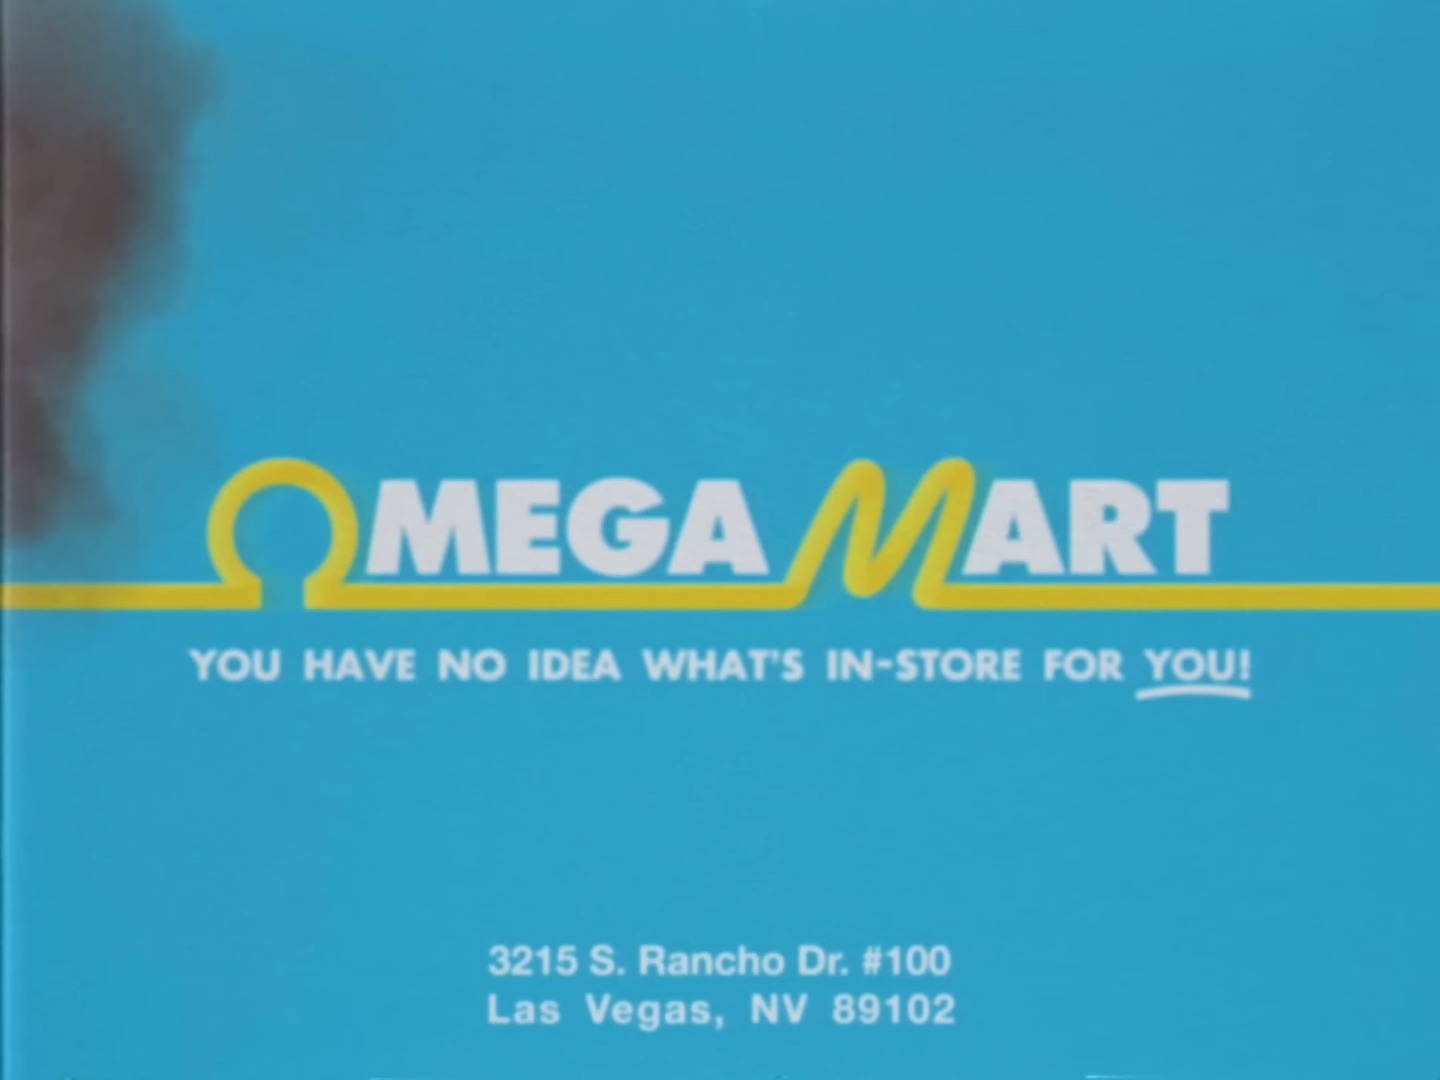 ΩMEGA MART
YOU HAVE NO IDEA WHAT'S IN-STORE FOR YOU!
3215 S. Rancho Dr. #100
Las Vegas, NV 89102